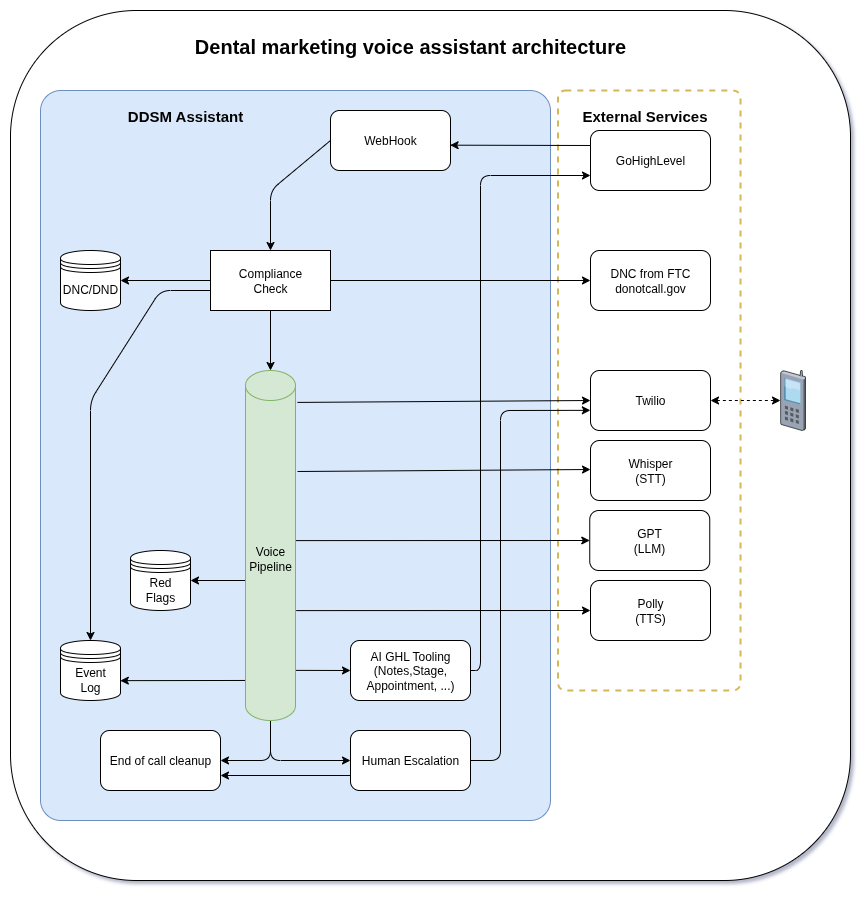 Dental marketing voice assistant architecture
DDSM Assistant
External Services
WebHook
GoHighLevel
DNC/DND
Compliance
Check
DNC from FTC
donotcall.gov
Twilio
Whisper
(STT)
GPT
(LLM)
Voice
Pipeline
Red
Flags
Polly
(TTS)
Event
Log
AI GHL Tooling
(Notes,Stage,
Appointment, ...)
End of call cleanup
Human Escalation